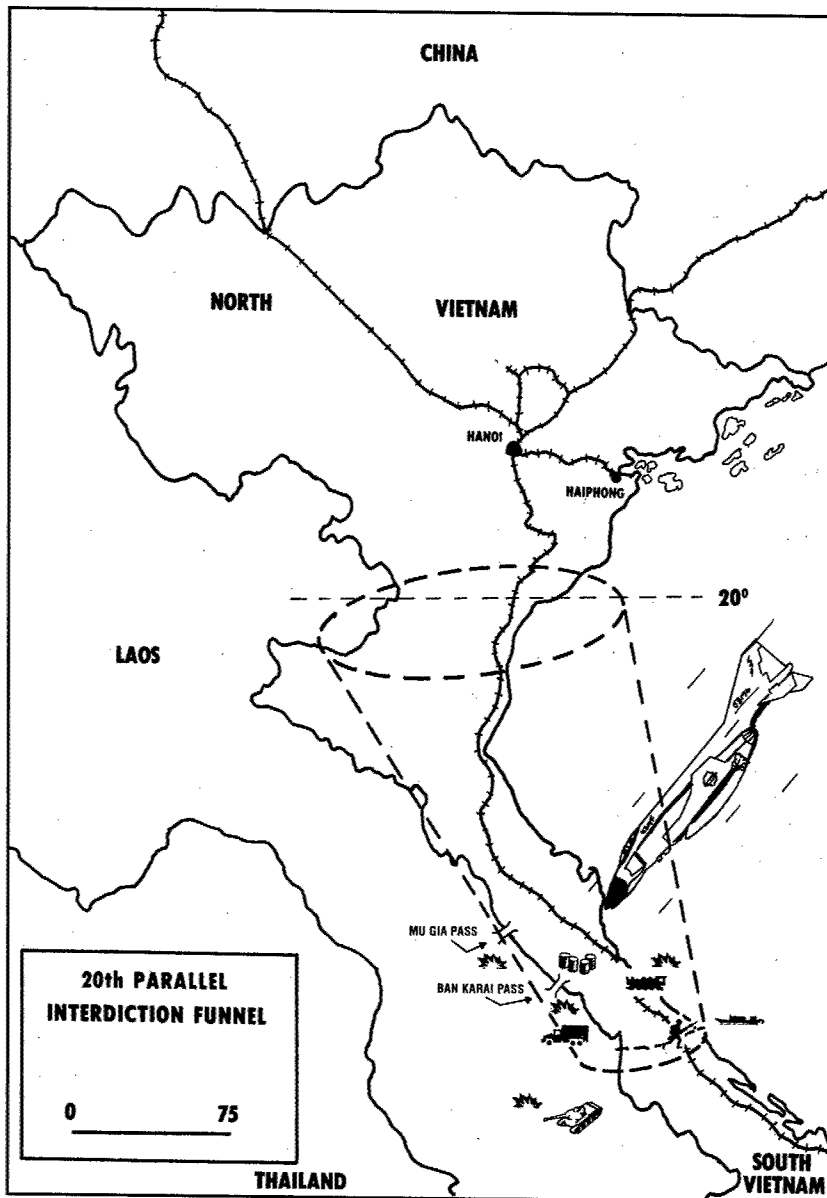 CHINA
NORTH
VIETNAM
HANOI
HAIPHONG
20⁰
LAOS
MU GIA PASS
BAN KARAI PASS
20th PARALLEL
INTERDICTION FUNNEL
0 75
THAILAND
SOUTH
VIETNAM